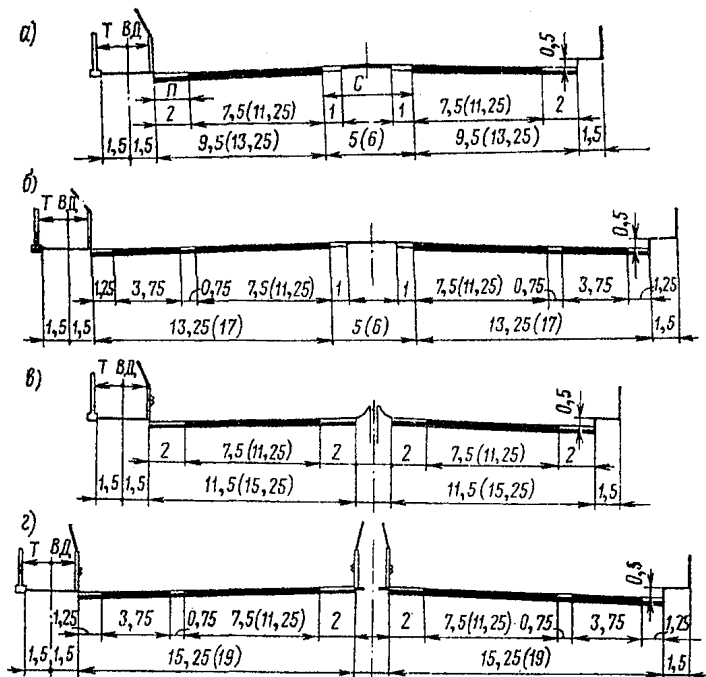 а)
Т ВД
0,5
П
С
2 7,5(11,25) 1 1 7,5(11,25) 2
1,5 1,5 9,5(13,25) 5(6) 9,5(13,25) 1,5
б)
Т ВД
0,5
1,25 3,75 0,75 7,5(11,25) 1 1 7,5(11,25) 0,75 3,75 1,25
1,5 1,5 13,25(17) 5(6) 13,25(17) 1,5
в)
Т ВД
0,5
2 7,5(11,25) 2 2 7,5(11,25) 2
1,5 1,5 11,5(15,25) 11,5(15,25) 1,5
г)
Т ВД
0,5
1,25 3,75 0,75 7,5(11,25) 2 2 7,5(11,25) 0,75 3,75 1,25
1,5 1,5 15,25(19) 15,25(19) 1,5